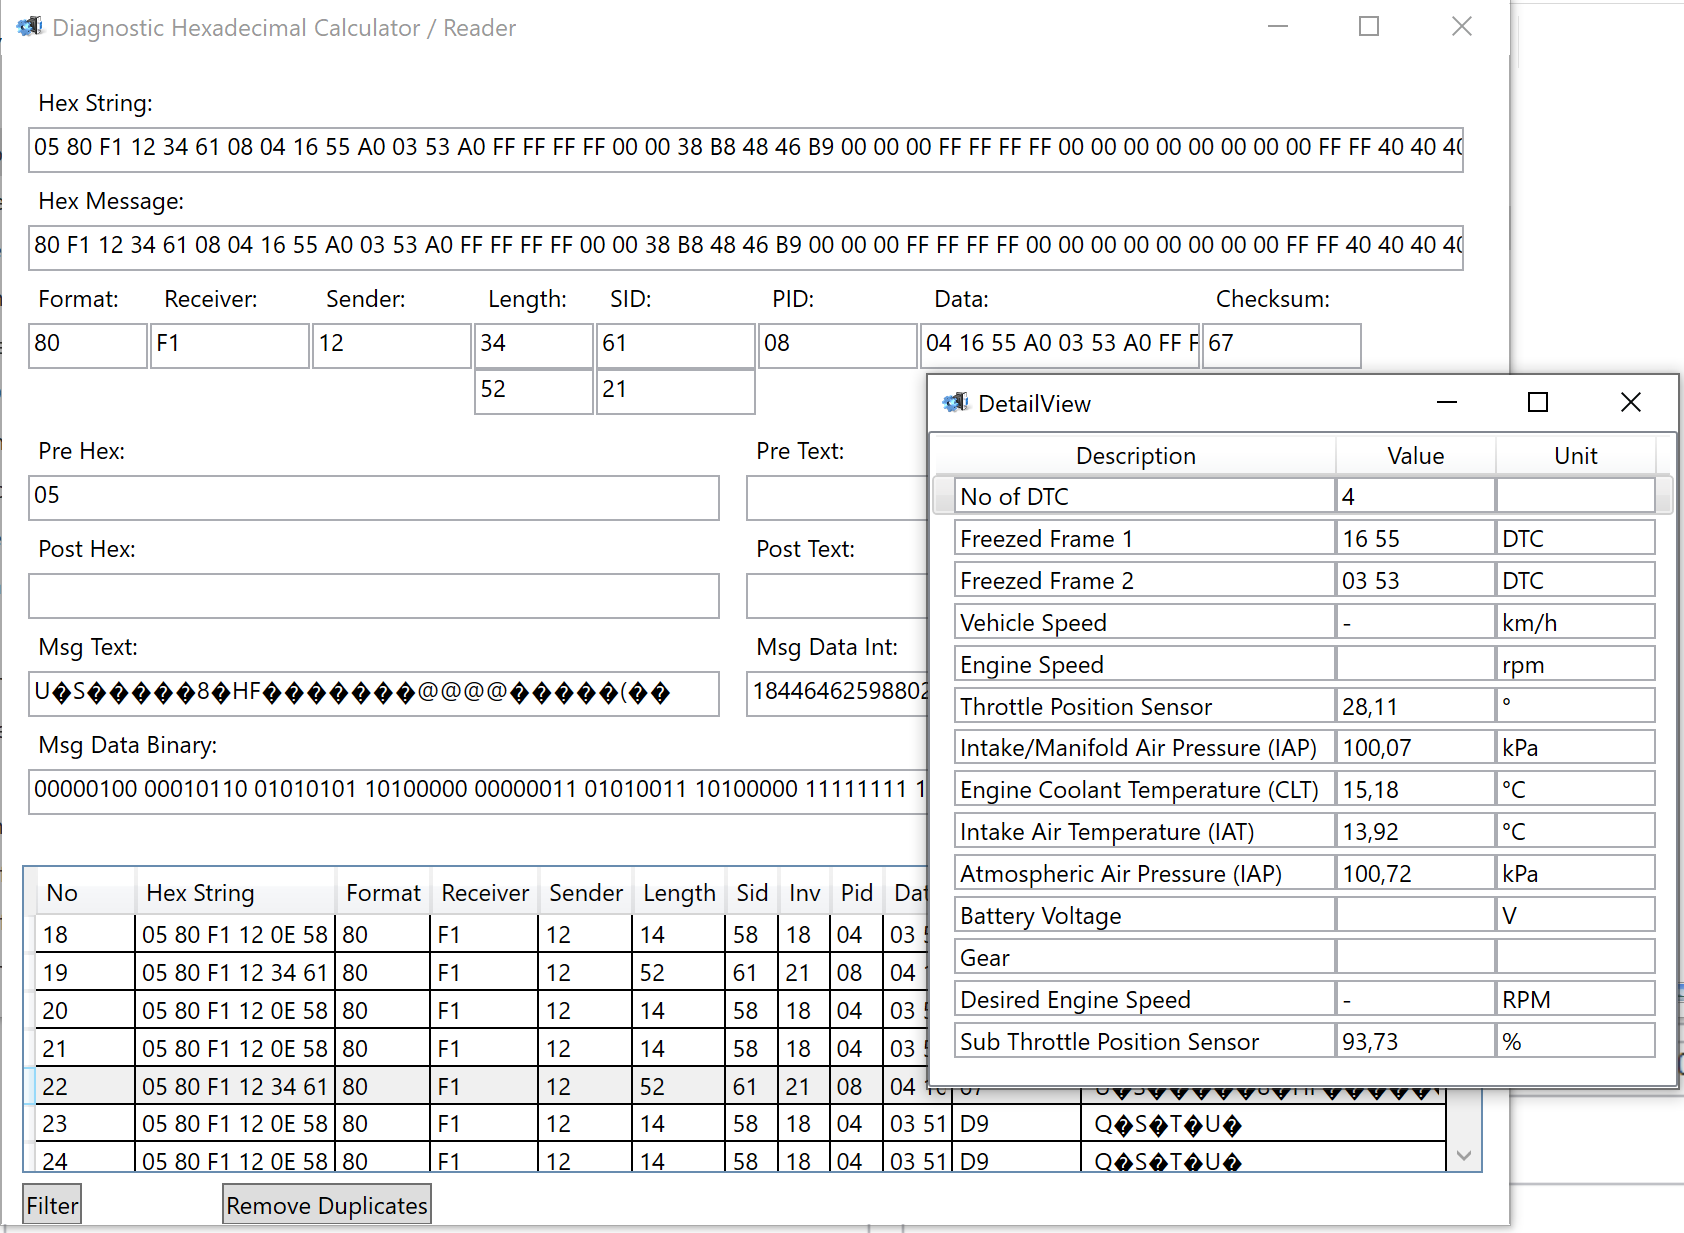 Diagnostic Hexadecimal Calculator / Reader
Hex String:
05 80 F1 12 34 61 08 04 16 55 A0 03 53 A0 FF FF FF FF 00 00 38 B8 48 46 B9 00 00 00 FF FF FF FF 00 00 00 00 00 00 00 00 FF FF 40 40 40
Hex Message:
80 F1 12 34 61 08 04 16 55 A0 03 53 A0 FF FF FF FF 00 00 38 B8 48 46 B9 00 00 00 FF FF FF FF 00 00 00 00 00 00 00 00 FF FF 40 40 40 40
Format: Receiver: Sender: Length: SID: PID: Data: Checksum:
80 F1 12 34 61 08 04 16 55 A0 03 53 A0 FF F 67
52 21
Pre Hex: Pre Text:
05
Post Hex: Post Text:
Msg Text: Msg Data Int:
U�S�����8�HF�������@@@@�����(�� 18446462598802
Msg Data Binary:
00000100 00010110 01010101 10100000 00000011 01010011 10100000 11111111 1
No Hex String Format Receiver Sender Length Sid Inv Pid Dat
18 05 80 F1 12 0E 58 80 F1 12 14 58 18 04 03
19 05 80 F1 12 34 61 80 F1 12 52 61 21 08 04
20 05 80 F1 12 0E 58 80 F1 12 14 58 18 04 03
21 05 80 F1 12 0E 58 80 F1 12 14 58 18 04 03
22 05 80 F1 12 34 61 80 F1 12 52 61 21 08 04
23 05 80 F1 12 0E 58 80 F1 12 14 58 18 04 03 51 D9 Q�S�T�U�
24 05 80 F1 12 0E 58 80 F1 12 14 58 18 04 03 51 D9 Q�S�T�U�
Filter Remove Duplicates
DetailView
Description Value Unit
No of DTC 4
Freezed Frame 1 16 55 DTC
Freezed Frame 2 03 53 DTC
Vehicle Speed - km/h
Engine Speed rpm
Throttle Position Sensor 28,11 °
Intake/Manifold Air Pressure (IAP) 100,07 kPa
Engine Coolant Temperature (CLT) 15,18 °C
Intake Air Temperature (IAT) 13,92 °C
Atmospheric Air Pressure (IAP) 100,72 kPa
Battery Voltage V
Gear
Desired Engine Speed - RPM
Sub Throttle Position Sensor 93,73 %